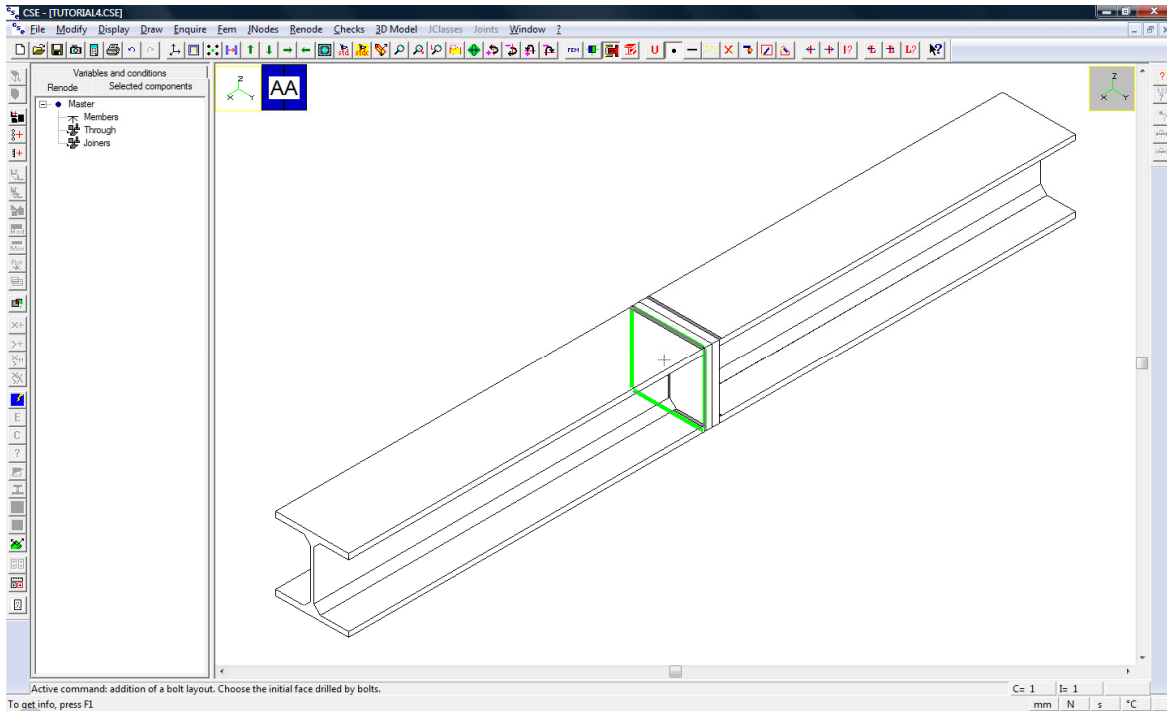 CSE - [TUTORIAL4.CSE]
File Modify Display Draw Enquire Fem JNodes Renode Checks 3D Model JClasses Joints Window ?
Variables and conditions
Renode Selected components
Master
Members
Through
Joiners
AA
Z
X Y
Z
X Y
Active command: addition of a bolt layout. Choose the initial face drilled by bolts.
C= 1 I= 1
To get info, press F1
mm N s °C